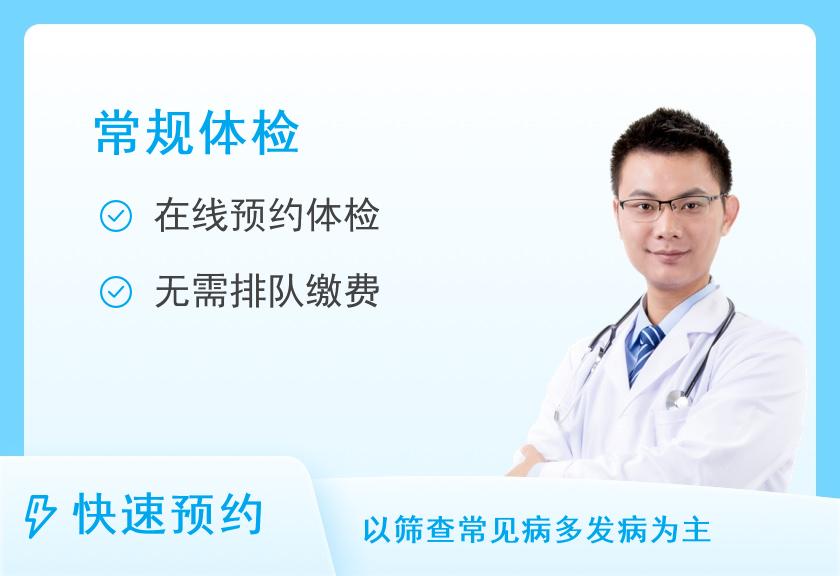 常规体检
在线预约体检
无需排队缴费
快速预约
以筛查常见病多发病为主